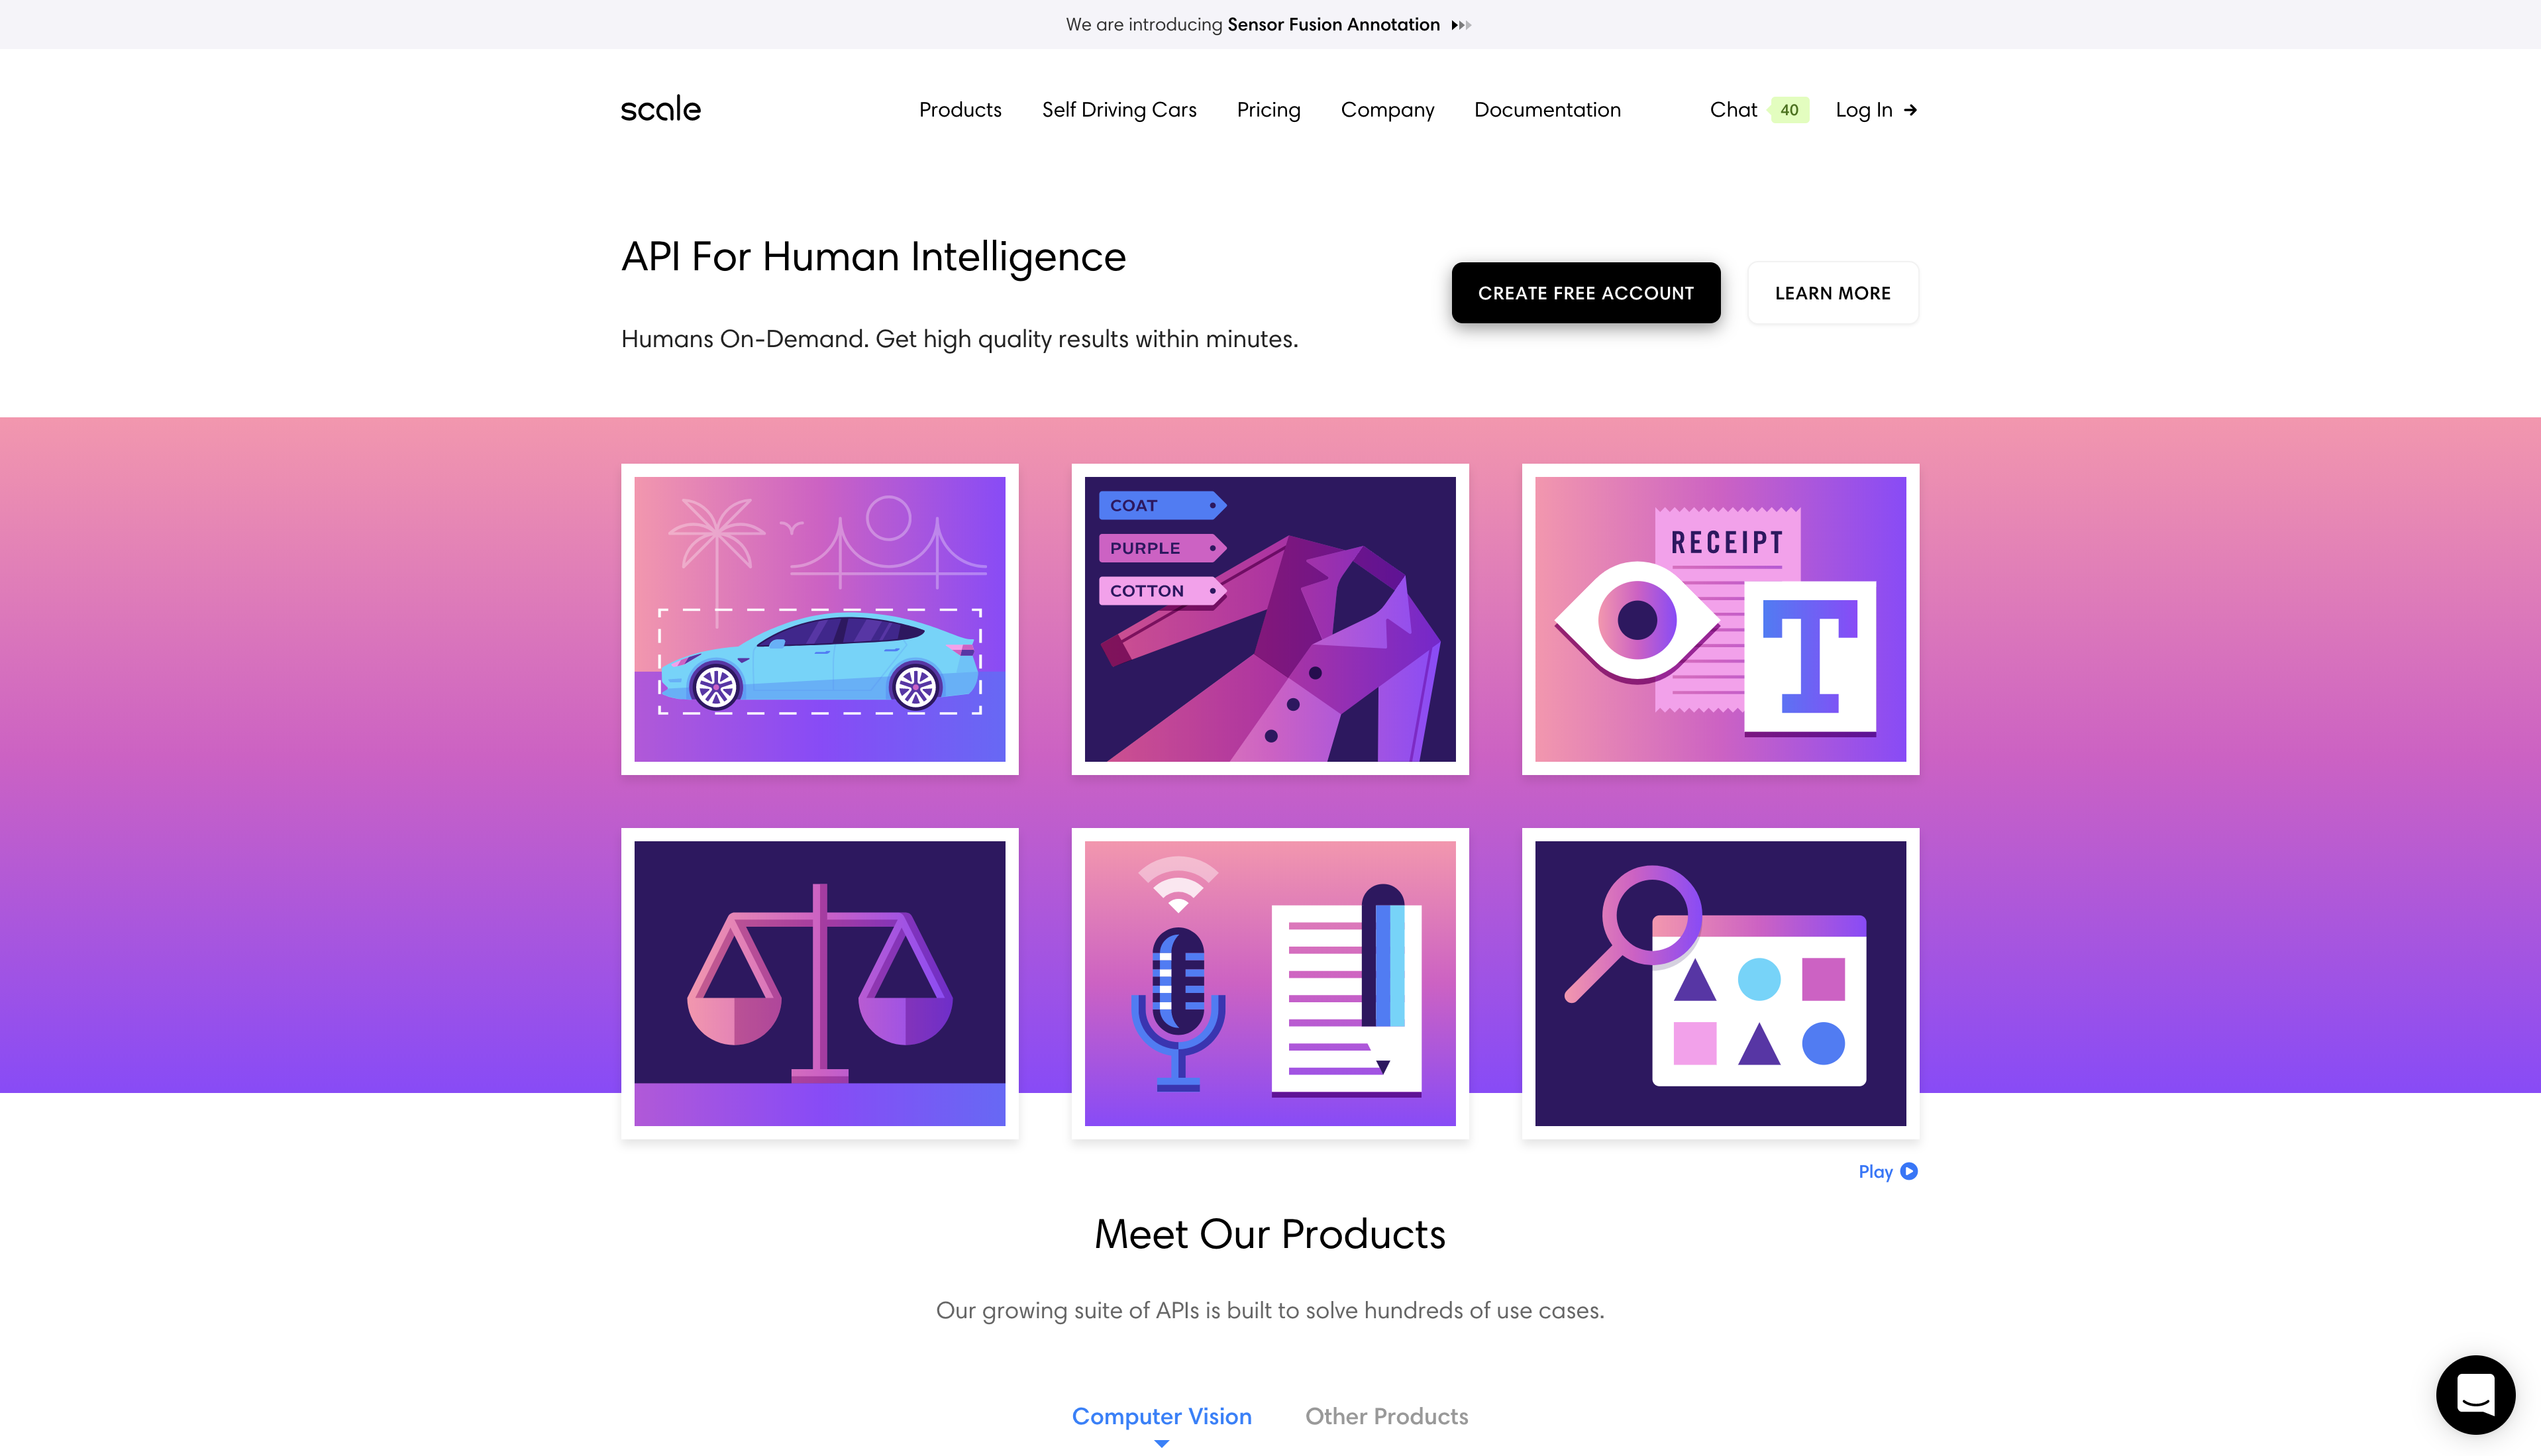 We are introducing Sensor Fusion Annotation
scale
Products
Self Driving Cars
Pricing
Company
Documentation
Chat
40
Log In
API For Human Intelligence
CREATE FREE ACCOUNT
LEARN MORE
Humans On-Demand. Get high quality results within minutes.
COAT
PURPLE
COTTON
RECEIPT
T
Play
Meet Our Products
Our growing suite of APIs is built to solve hundreds of use cases.
Computer Vision
Other Products